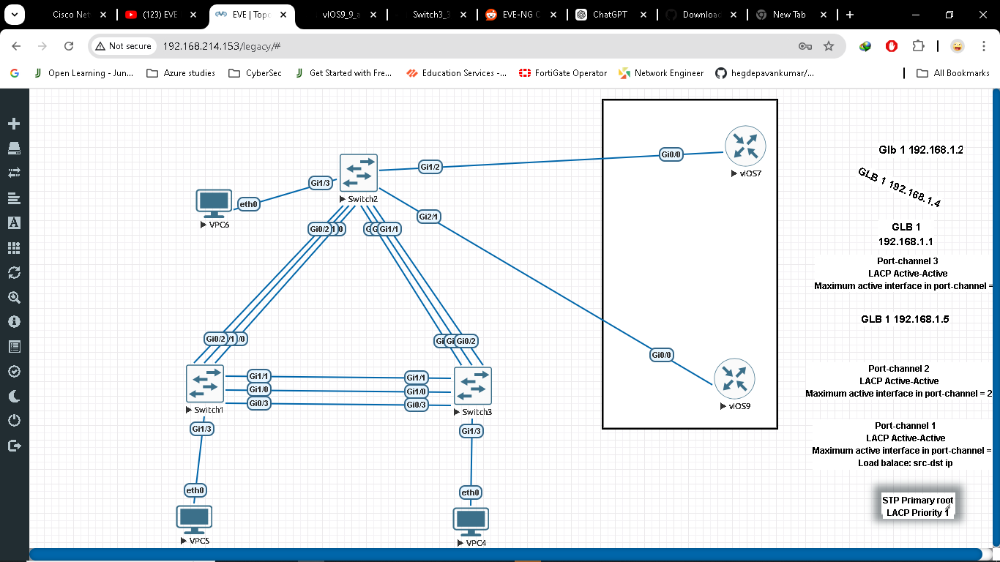 Cisco Net
(123) EVE
EVE | Topo
vIOS9_9_a
Switch3_3
EVE-NG C
ChatGPT
Downloa
New Tab
Not secure
192.168.214.153/legacy/#
Open Learning - Jun...
Azure studies
CyberSec
Get Started with Fre...
Education Services -...
FortiGate Operator
Network Engineer
hegdepavankumar/...
All Bookmarks
Gi1/2
Gi0/0
vIOS7
Glb 1 192.168.1.2
GLB 1 192.168.1.4
Gi1/3
eth0
VPC6
Switch2
Gi2/1
Gi0/2
1/0
G
G
Gi1/1
GLB 1
192.168.1.1
Port-channel 3
LACP Active-Active
Maximum active interface in port-channel =
GLB 1 192.168.1.5
Gi0/2
/1
/0
Gi
Gi
Gi0/2
Gi0/0
vIOS9
Port-channel 2
LACP Active-Active
Maximum active interface in port-channel = 2
Gi1/1
Gi1/1
Gi1/0
Gi1/0
Gi0/3
Gi0/3
Switch1
Switch3
Gi1/3
Gi1/3
Port-channel 1
LACP Active-Active
Maximum active interface in port-channel =
Load balace: src-dst ip
eth0
eth0
VPC5
VPC4
STP Primary root
LACP Priority 1